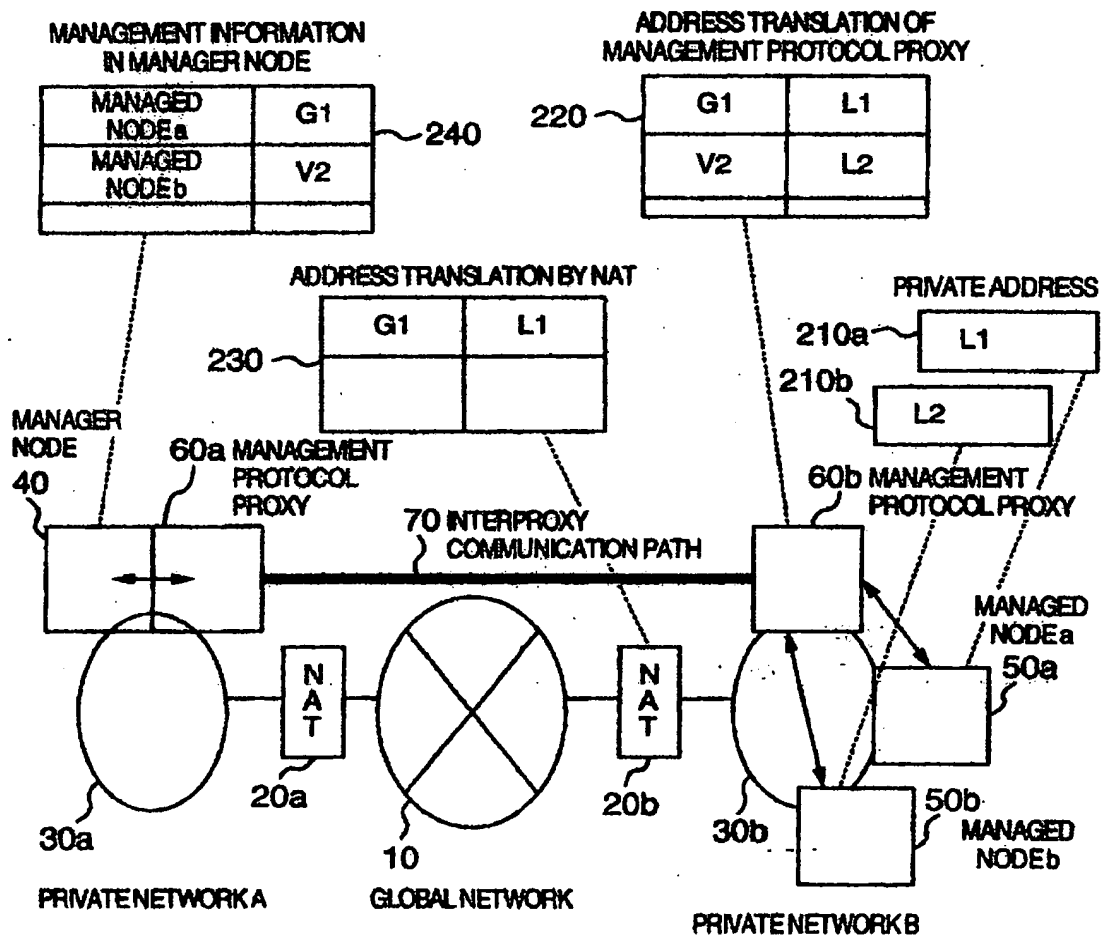 MANAGEMENT INFORMATION
IN MANAGER NODE
MANAGED
NODE a
G1
MANAGED
NODE b
V2
240
ADDRESS TRANSLATION OF
MANAGEMENT PROTOCOL PROXY
220
G1
L1
V2
L2
ADDRESS TRANSLATION BY NAT
G1
L1
230
PRIVATE ADDRESS
210a
L1
210b
L2
MANAGER
NODE
40
60a MANAGEMENT
PROTOCOL
PROXY
70 INTERPROXY
COMMUNICATION PATH
60b MANAGEMENT
PROTOCOL PROXY
MANAGED
NODE a
50a
NAT
20a
NAT
20b
30a
10
30b
50b
MANAGED
NODE b
PRIVATE NETWORK A
GLOBAL NETWORK
PRIVATE NETWORK B